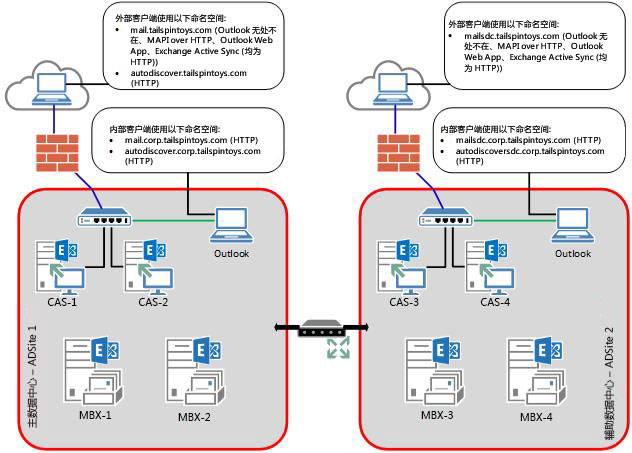 外部客户端使用以下命名空间:
• mail.tailspintoys.com (Outlook 无处不
在、MAPI over HTTP、Outlook Web
App、Exchange Active Sync (均为
HTTP))
• autodiscover.tailspintoys.com
(HTTP)
内部客户端使用以下命名空间:
• mail.corp.tailspintoys.com (HTTP)
• autodiscover.corp.tailspintoys.com
(HTTP)
Outlook
CAS-1
CAS-2
MBX-1
MBX-2
主数据中心 – ADSite 1
外部客户端使用以下命名空间:
• mailsdc.tailspintoys.com (Outlook 无
处不在、MAPI over HTTP、Outlook
Web App、Exchange Active Sync (均
为 HTTP))
内部客户端使用以下命名空间:
• mailsdc.corp.tailspintoys.com (HTTP)
• autodiscoversdc.corp.tailspintoys.com
(HTTP)
Outlook
CAS-3
CAS-4
MBX-3
MBX-4
辅助数据中心 – ADSite 2